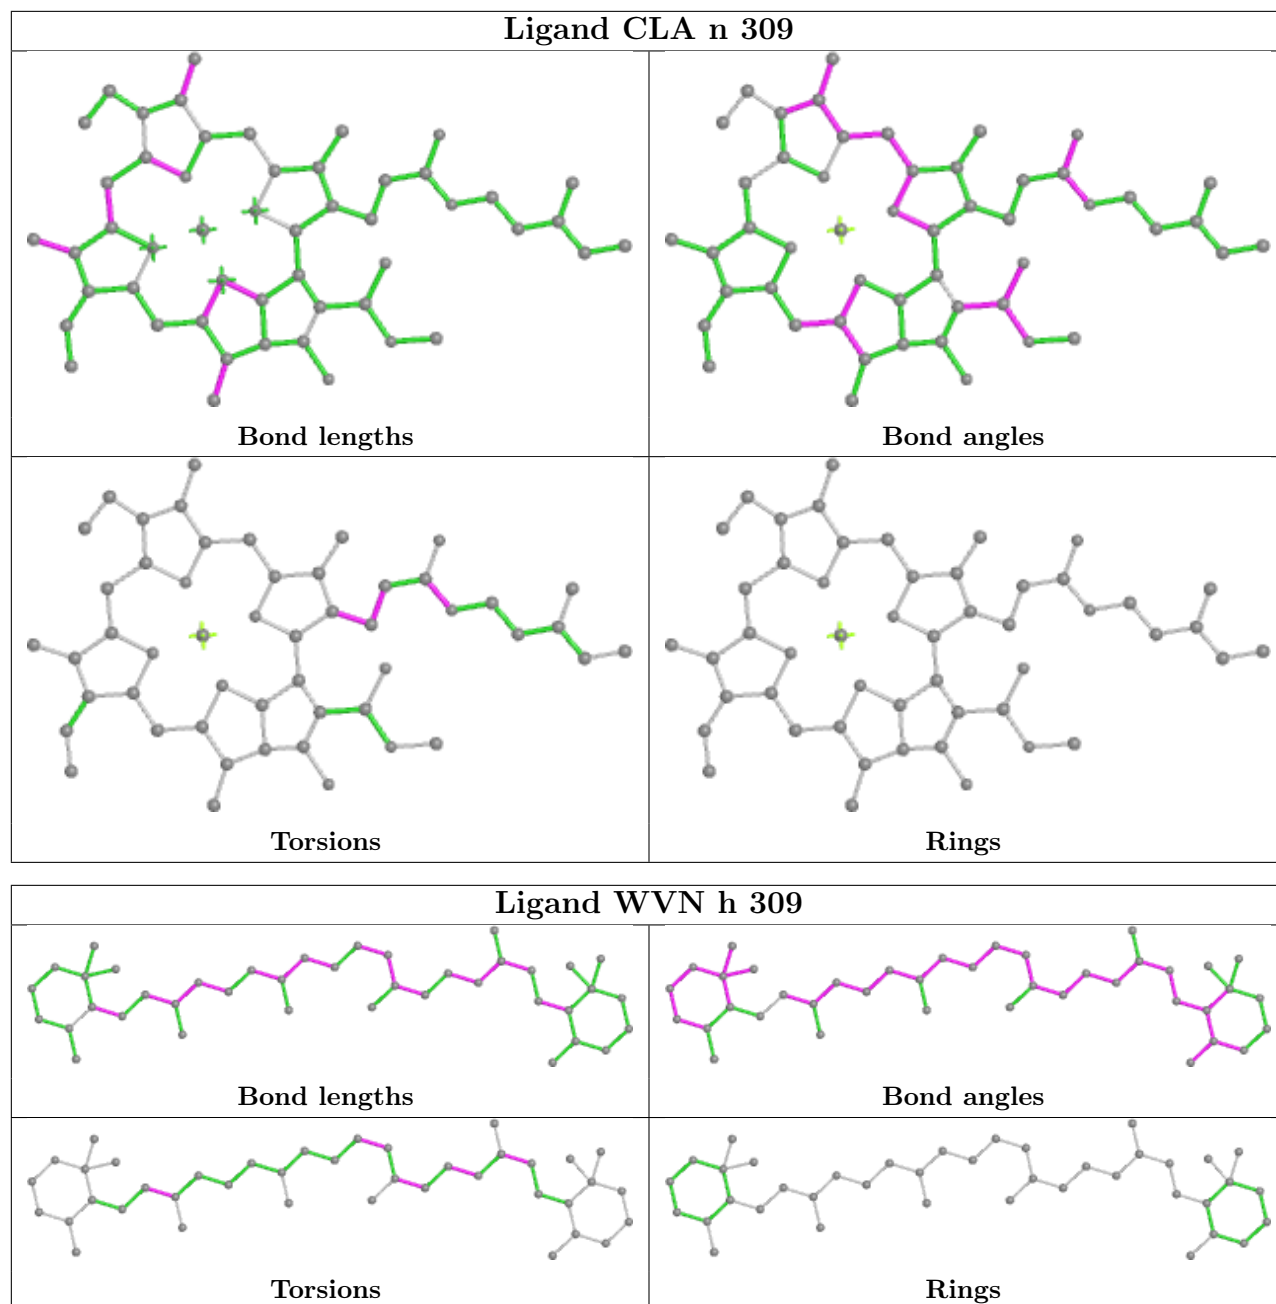 Ligand CLA n 309
Bond lengths
Bond angles
Torsions
Rings
Ligand WVN h 309
Bond lengths
Bond angles
Torsions
Rings